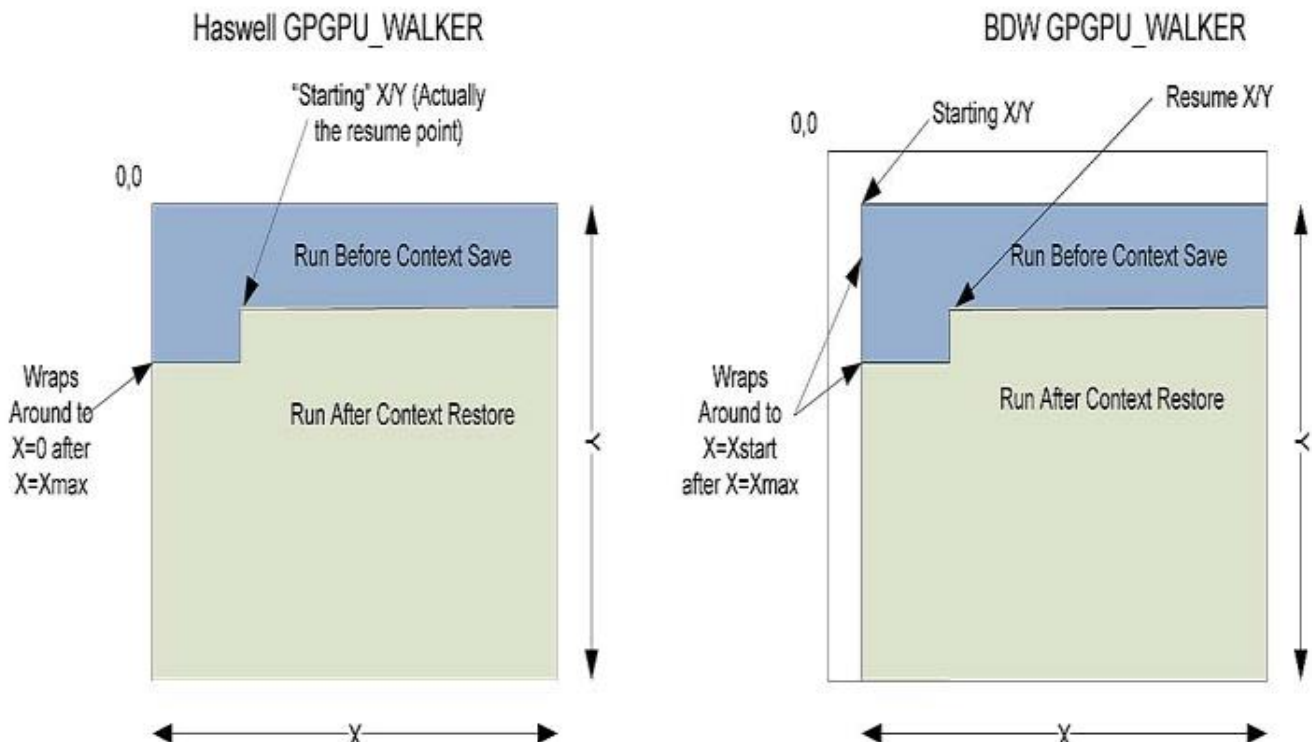 Haswell GPGPU_WALKER
"Starting" X/Y (Actually
the resume point)
0,0
Run Before Context Save
Wraps
Around to
X=0 after
X=Xmax
Run After Context Restore
Y
X
BDW GPGPU_WALKER
Starting X/Y
Resume X/Y
0,0
Run Before Context Save
Wraps
Around to
X=Xstart
after X=Xmax
Run After Context Restore
Y
X